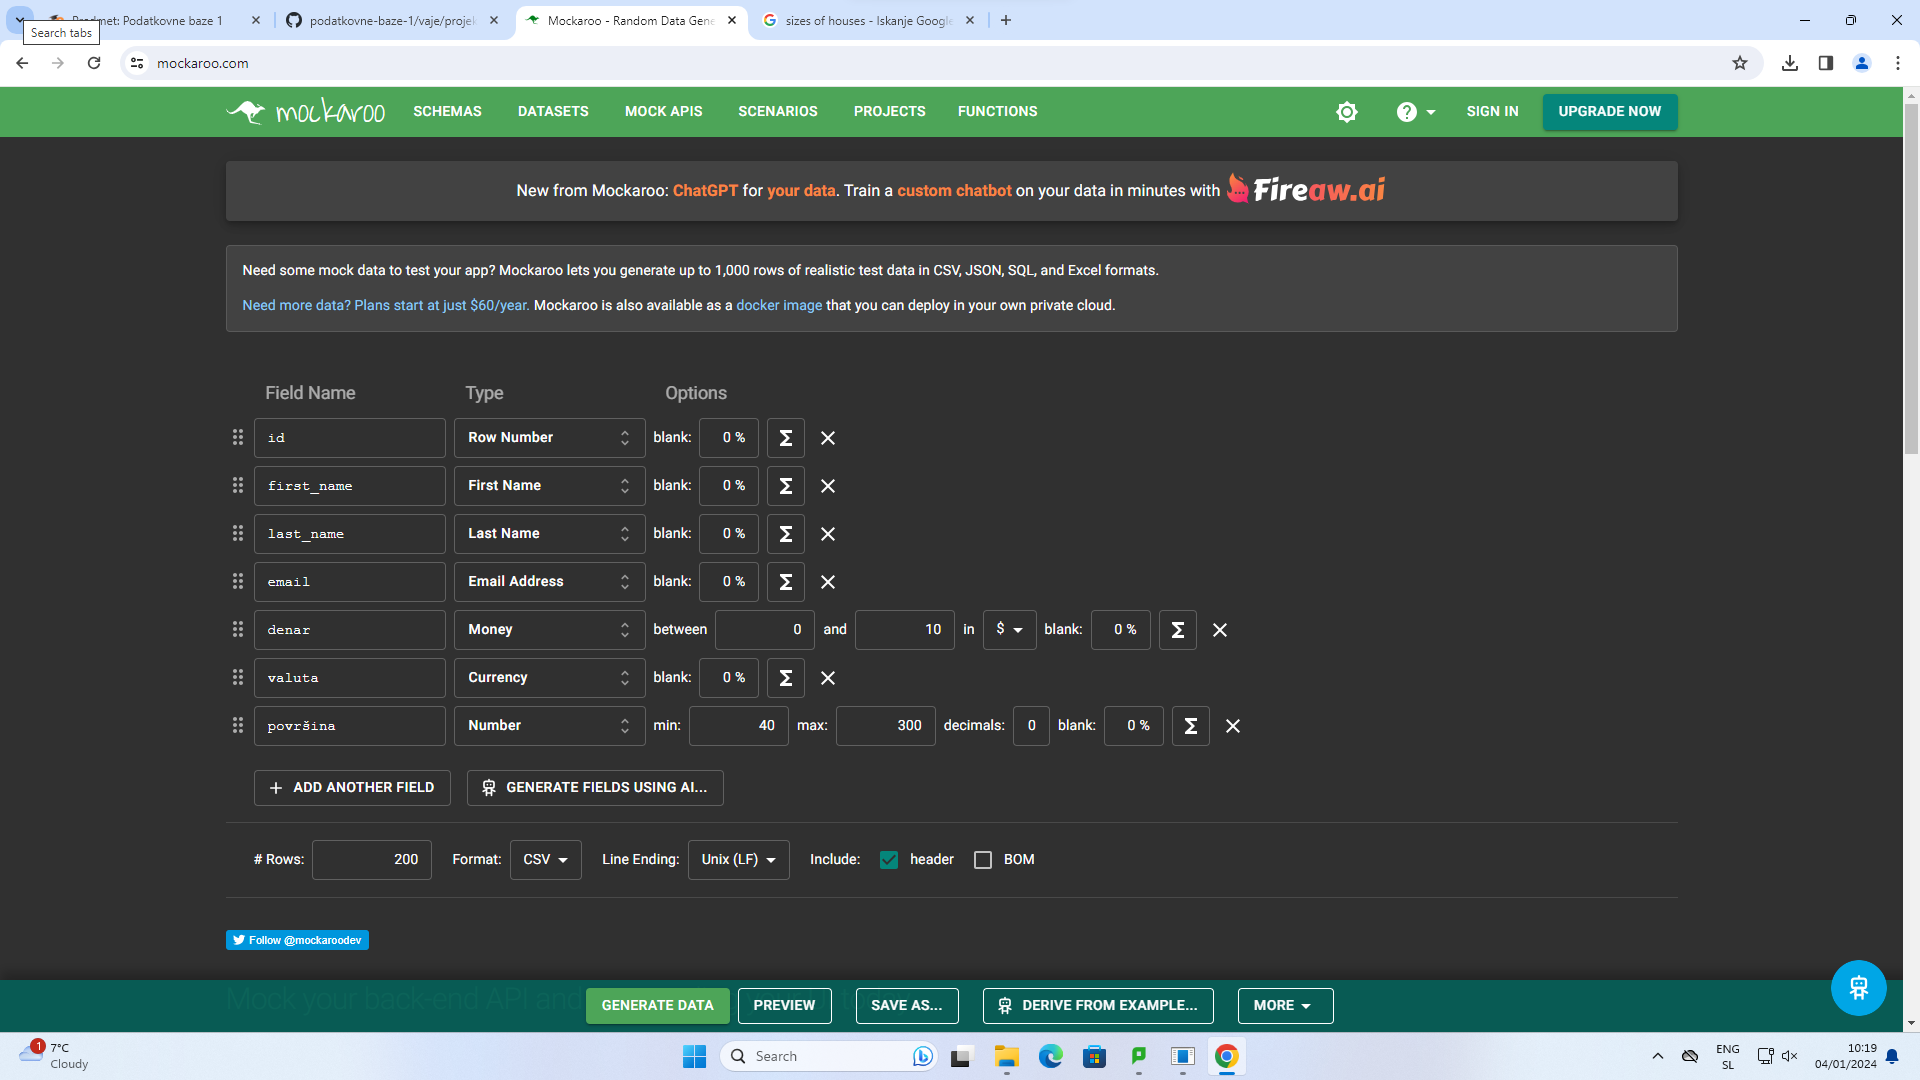 Predmet: Podatkovne baze 1
podatkovne-baze-1/vaje/projek
Mockaroo - Random Data Gene
sizes of houses - Iskanje Google
Search tabs
mockaroo.com
mockaroo
SCHEMAS
DATASETS
MOCK APIS
SCENARIOS
PROJECTS
FUNCTIONS
SIGN IN
UPGRADE NOW
New from Mockaroo: ChatGPT for your data. Train a custom chatbot on your data in minutes with Fireaw.ai
Need some mock data to test your app? Mockaroo lets you generate up to 1,000 rows of realistic test data in CSV, JSON, SQL, and Excel formats.
Need more data? Plans start at just $60/year. Mockaroo is also available as a docker image that you can deploy in your own private cloud.
Field Name Type Options
id Row Number blank: 0 % Σ
first_name First Name blank: 0 % Σ
last_name Last Name blank: 0 % Σ
email Email Address blank: 0 % Σ
denar Money between 0 and 10 in $ blank: 0 % Σ
valuta Currency blank: 0 % Σ
površina Number min: 40 max: 300 decimals: 0 blank: 0 % Σ
+ ADD ANOTHER FIELD
GENERATE FIELDS USING AI...
# Rows: 200 Format: CSV Line Ending: Unix (LF) Include: header BOM
Follow @mockaroodev
Mock your back-end API and
GENERATE DATA
PREVIEW
SAVE AS...
DERIVE FROM EXAMPLE...
MORE
1
7°C
Cloudy
Search
ENG
SL
10:19
04/01/2024